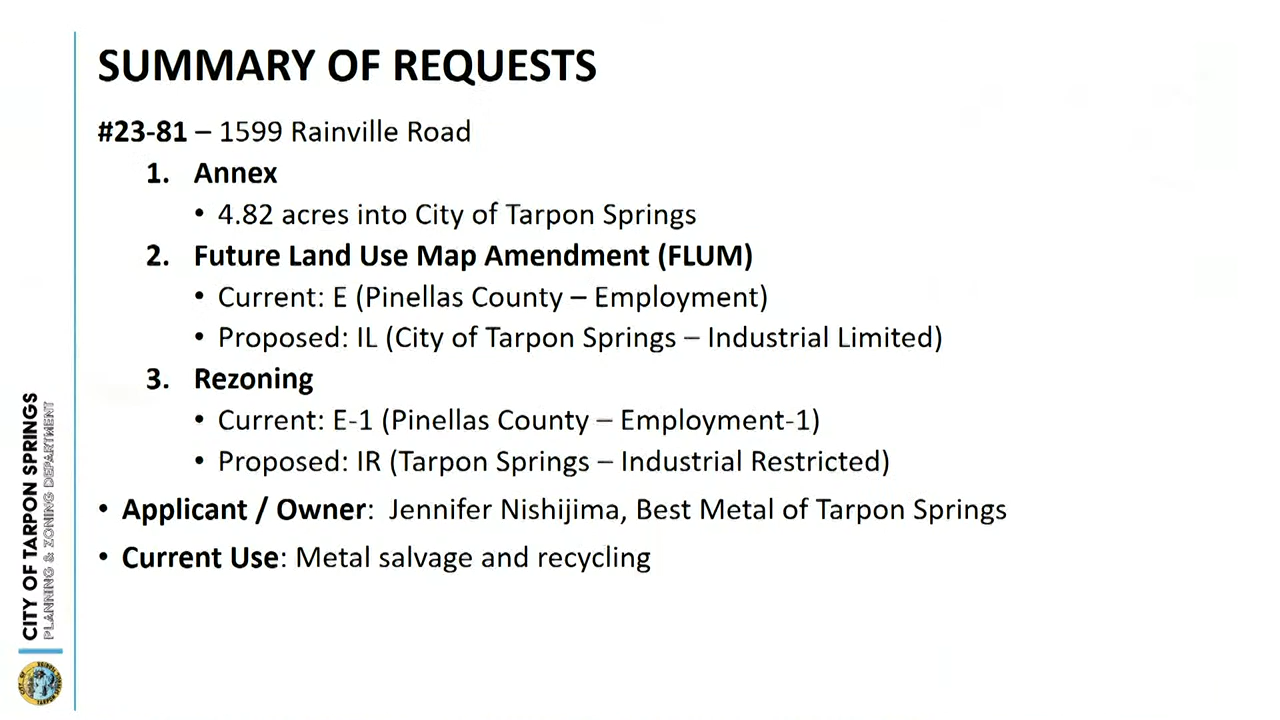 SUMMARY OF REQUESTS
#23-81 – 1599 Rainville Road
1. Annex
• 4.82 acres into City of Tarpon Springs
2. Future Land Use Map Amendment (FLUM)
• Current: E (Pinellas County – Employment)
• Proposed: IL (City of Tarpon Springs – Industrial Limited)
3. Rezoning
• Current: E-1 (Pinellas County – Employment-1)
• Proposed: IR (Tarpon Springs – Industrial Restricted)
• Applicant / Owner: Jennifer Nishijima, Best Metal of Tarpon Springs
• Current Use: Metal salvage and recycling
CITY OF TARPON SPRINGS
PLANNING & ZONING DEPARTMENT